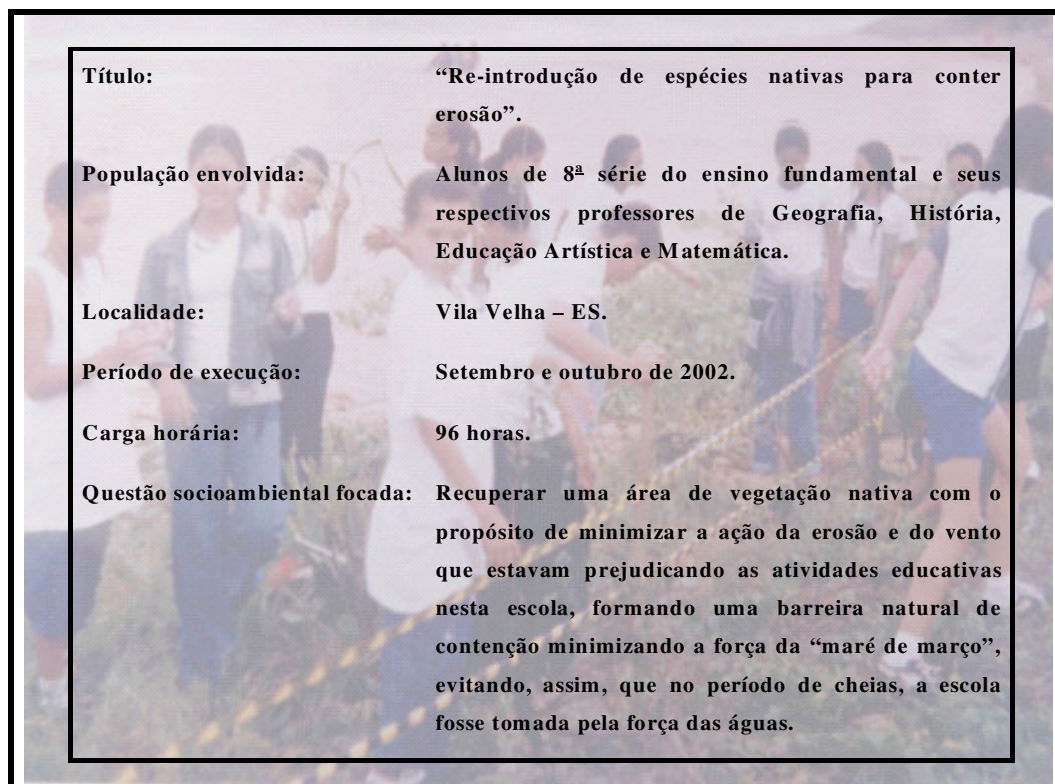 Título: “Re-introdução de espécies nativas para conter
erosão”.
População envolvida: Alunos de 8ª série do ensino fundamental e seus
respectivos professores de Geografia, História,
Educação Artística e Matemática.
Localidade: Vila Velha – ES.
Período de execução: Setembro e outubro de 2002.
Carga horária: 96 horas.
Questão socioambiental focada: Recuperar uma área de vegetação nativa com o
propósito de minimizar a ação da erosão e do vento
que estavam prejudicando as atividades educativas
nesta escola, formando uma barreira natural de
contenção minimizando a força da “maré de março”,
evitando, assim, que no período de cheias, a escola
fosse tomada pela força das águas.